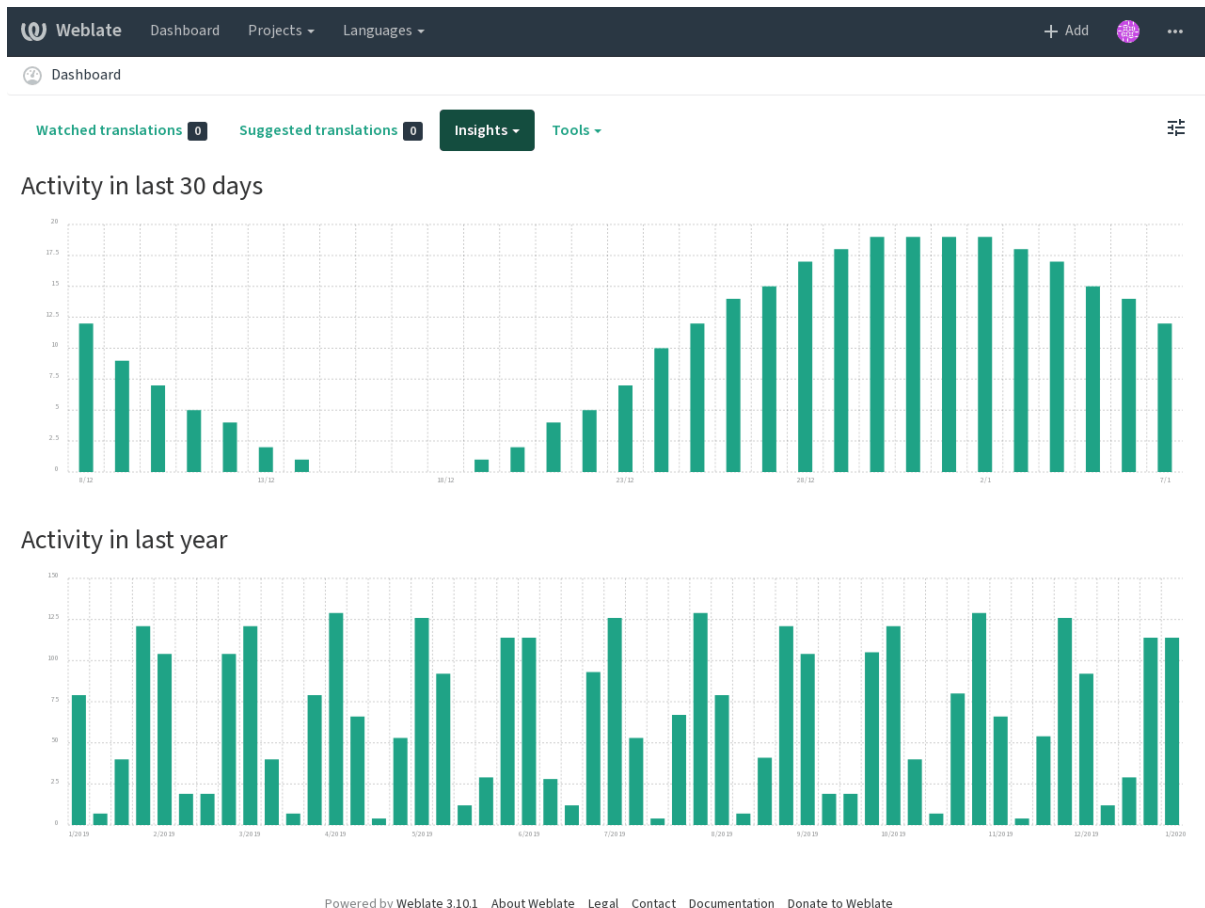 Weblate Dashboard Projects Languages Add
Dashboard
Watched translations 0 Suggested translations 0 Insights Tools
Activity in last 30 days
20
17.5
15
12.5
10
7.5
5
2.5
0
8/12 13/12 18/12 23/12 28/12 2/1 7/1
Activity in last year
150
125
100
75
50
25
0
1/2019 2/2019 3/2019 4/2019 5/2019 6/2019 7/2019 8/2019 9/2019 10/2019 11/2019 12/2019 1/2020
Powered by Weblate 3.10.1 About Weblate Legal Contact Documentation Donate to Weblate